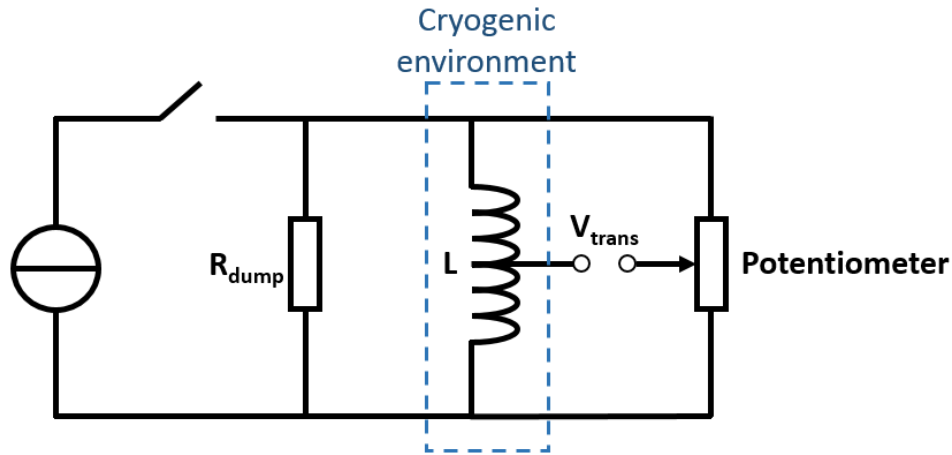 Cryogenic
environment
V_trans
R_dump
L
Potentiometer